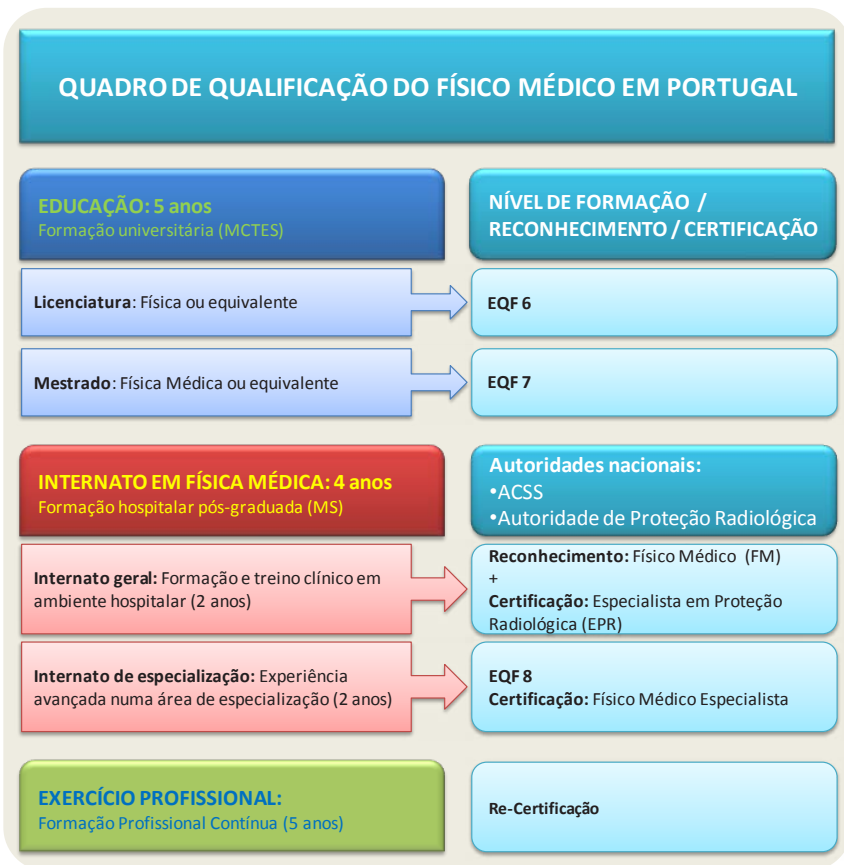 QUADRO DE QUALIFICAÇÃO DO FÍSICO MÉDICO EM PORTUGAL
EDUCAÇÃO: 5 anos
Formação universitária (MCTES)
NÍVEL DE FORMAÇÃO /
RECONHECIMENTO / CERTIFICAÇÃO
Licenciatura: Física ou equivalente
EQF 6
Mestrado: Física Médica ou equivalente
EQF 7
INTERNATO EM FÍSICA MÉDICA: 4 anos
Formação hospitalar pós-graduada (MS)
Autoridades nacionais:
•ACSS
•Autoridade de Proteção Radiológica
Internato geral: Formação e treino clínico em
ambiente hospitalar (2 anos)
Reconhecimento: Físico Médico (FM)
+
Certificação: Especialista em Proteção
Radiológica (EPR)
Internato de especialização: Experiência
avançada numa área de especialização (2 anos)
EQF 8
Certificação: Físico Médico Especialista
EXERCÍCIO PROFISSIONAL:
Formação Profissional Contínua (5 anos)
Re-Certificação